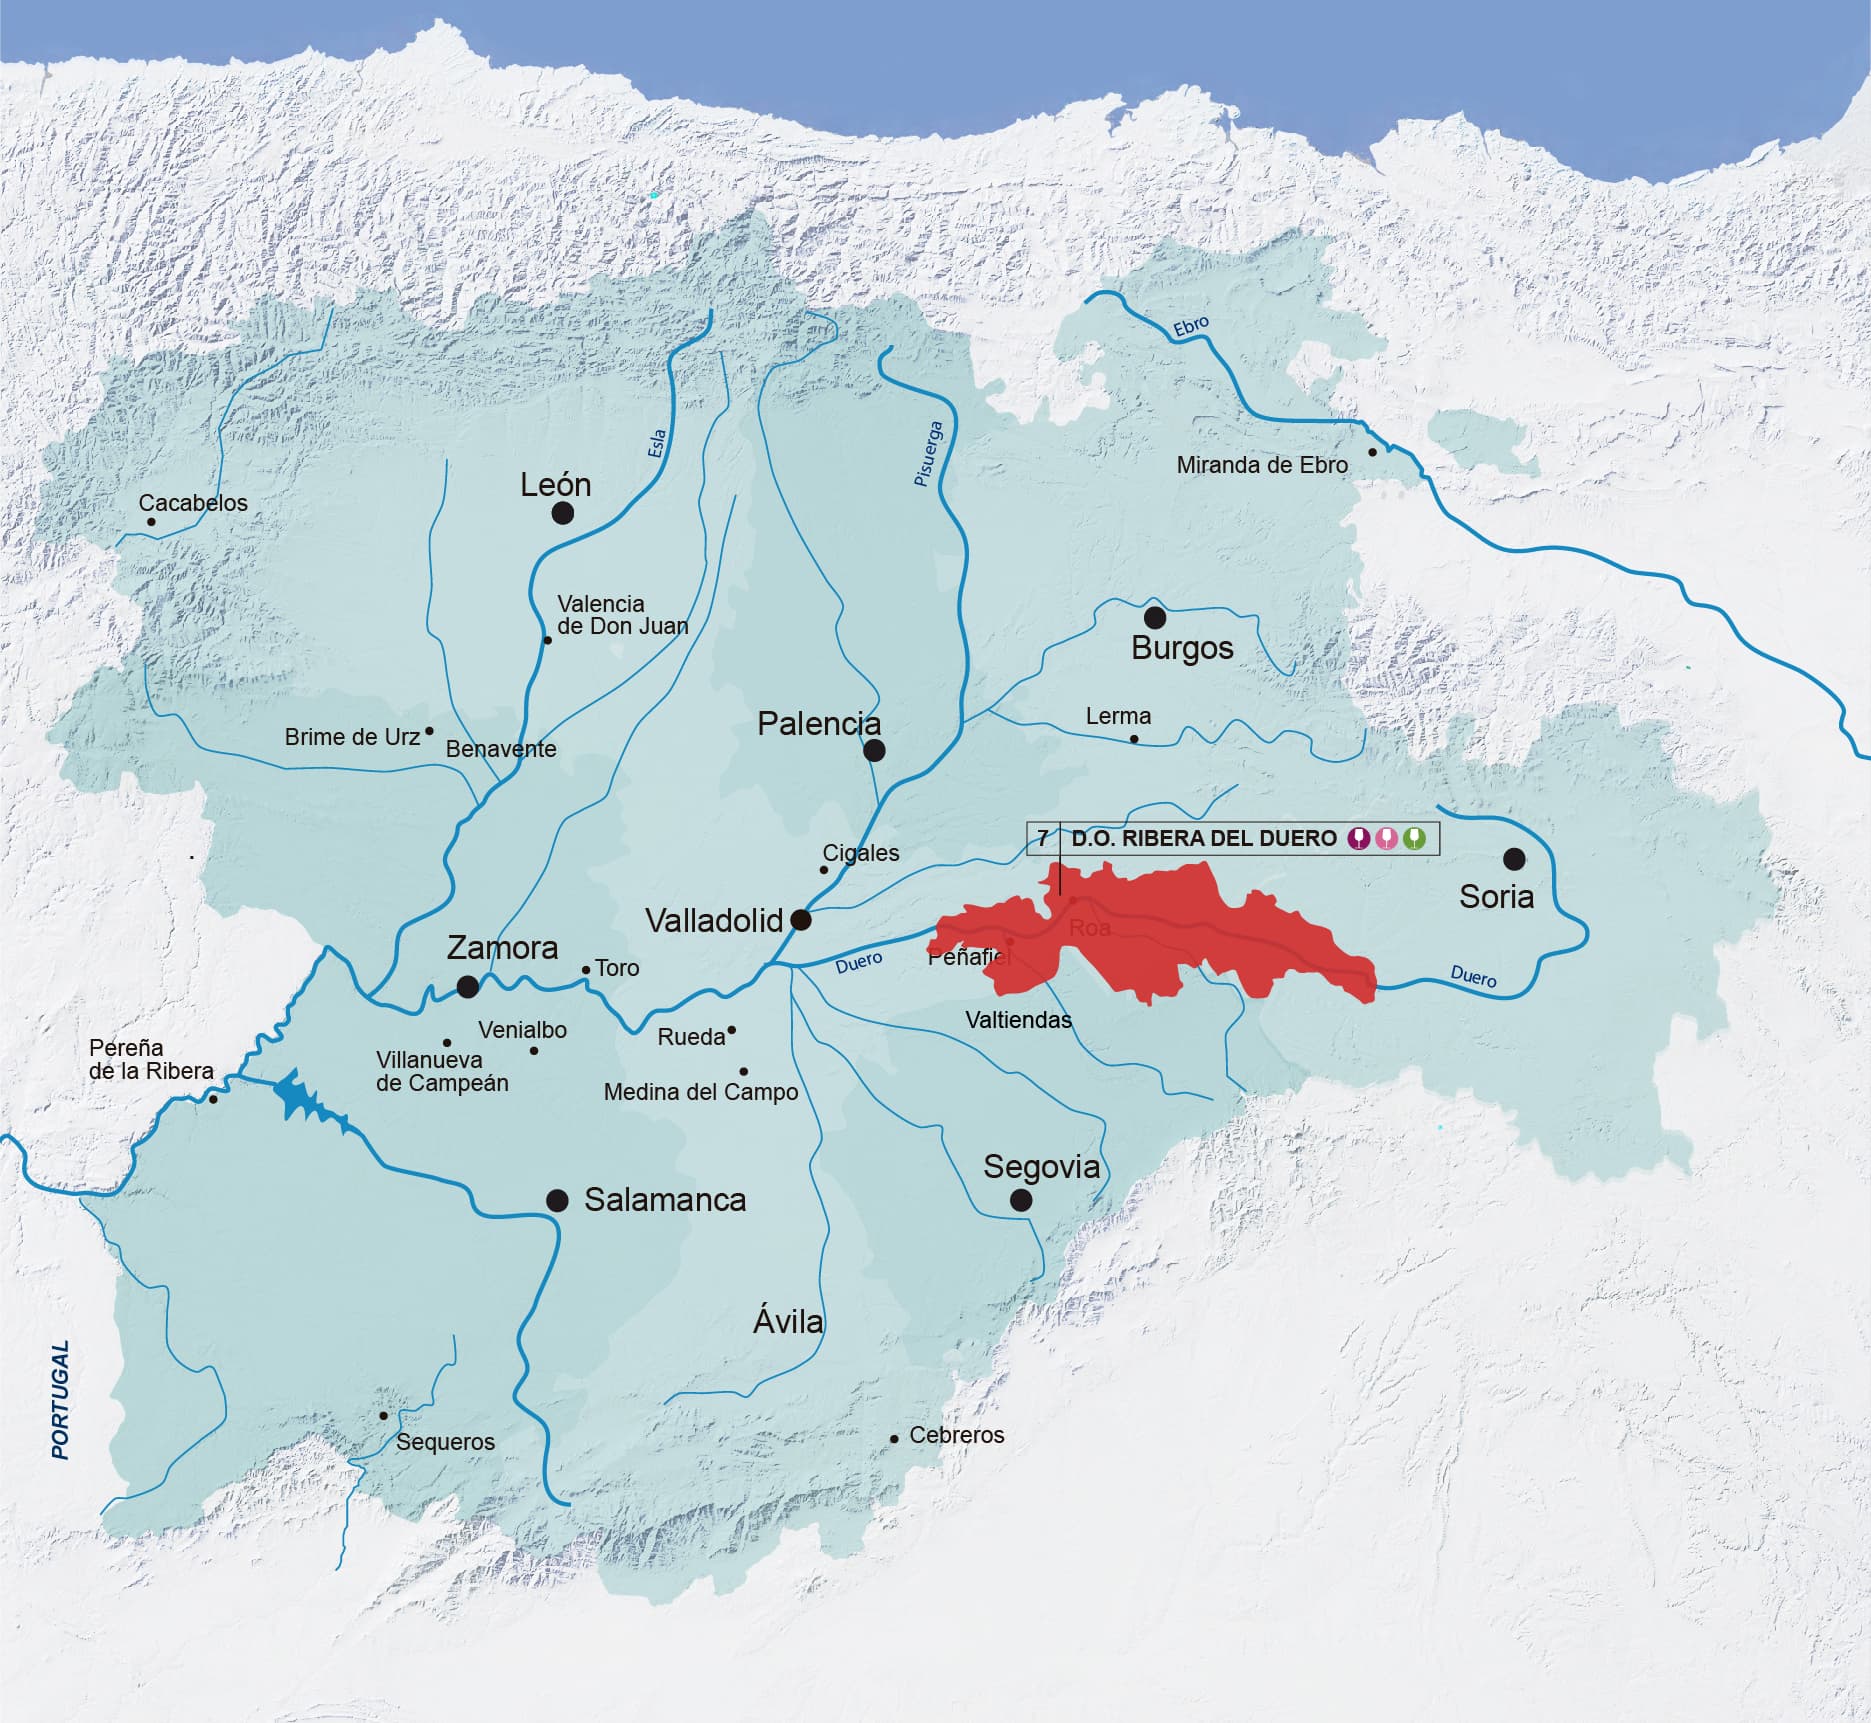 Ebro
Esla
Pisuerga
Miranda de Ebro
León
Cacabelos
Valencia
de Don Juan
Burgos
Lerma
Palencia
Brime de Urz
Benavente
7 D.O. RIBERA DEL DUERO
Cigales
Soria
Valladolid
Roa
Zamora
Peñafiel
Duero
Toro
Duero
Valtiendas
Venialbo
Rueda
Pereña
de la Ribera
Villanueva
de Campeán
Medina del Campo
Segovia
Salamanca
Ávila
PORTUGAL
Sequeros
Cebreros